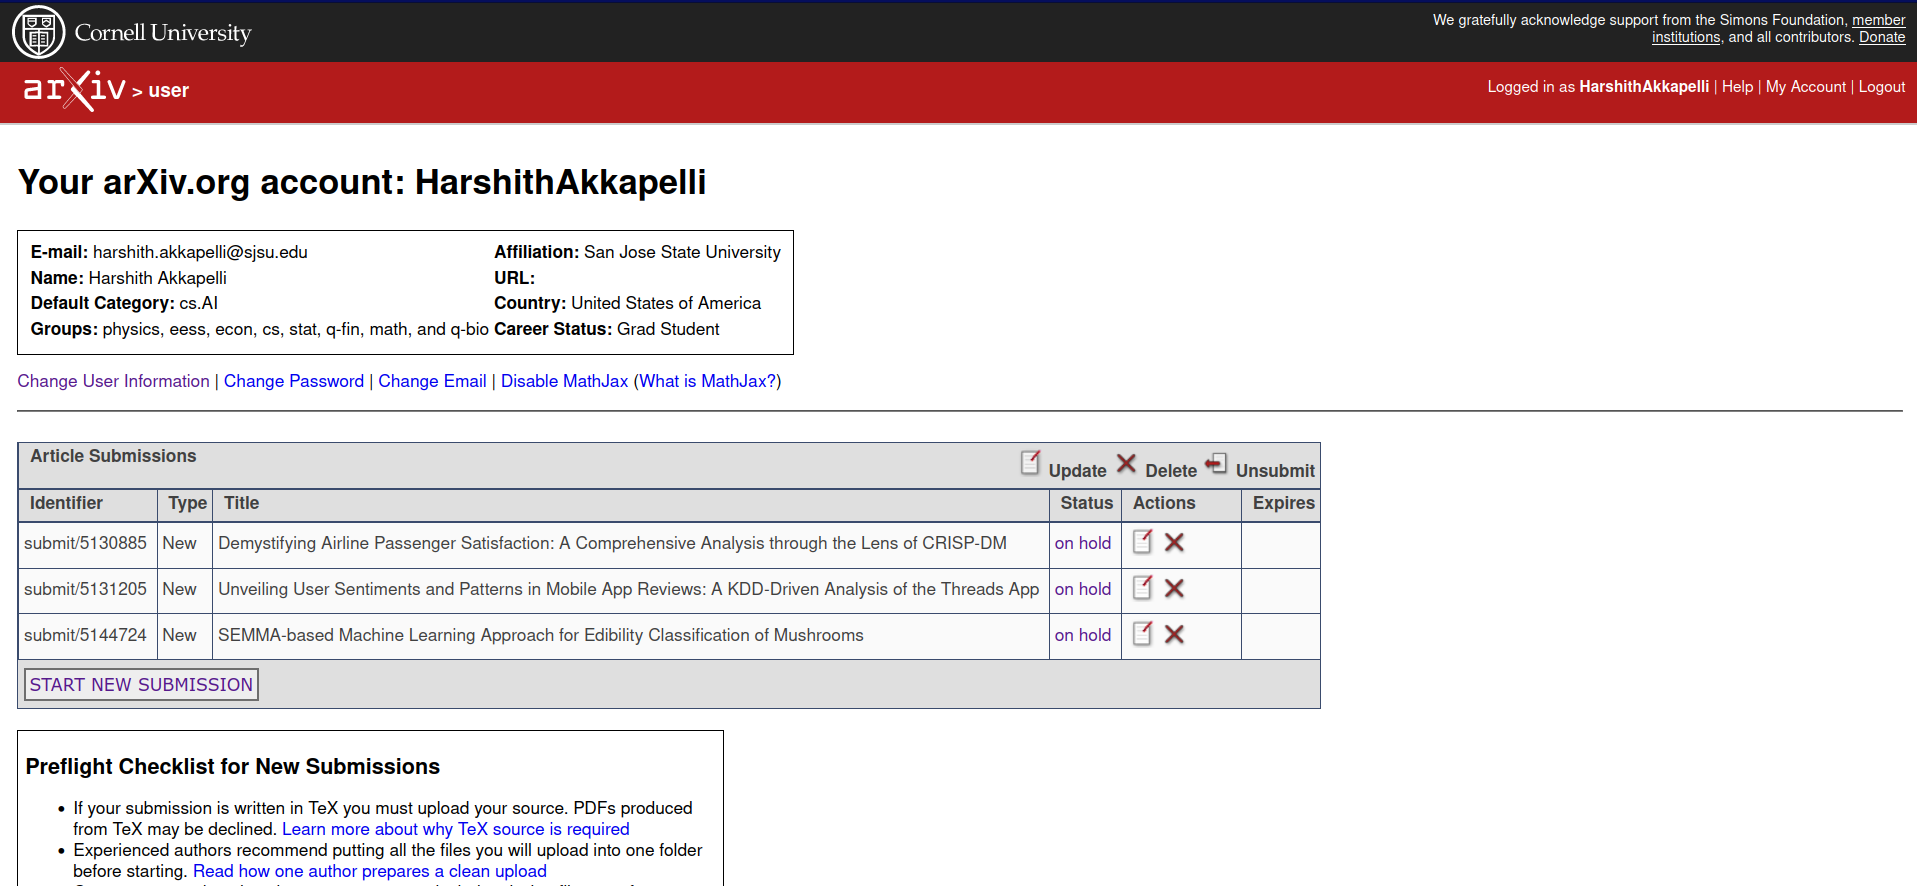 Cornell University
We gratefully acknowledge support from the Simons Foundation, member
institutions, and all contributors. Donate
arXiv > user
Logged in as HarshithAkkapelli | Help | My Account | Logout
Your arXiv.org account: HarshithAkkapelli
E-mail: harshith.akkapelli@sjsu.edu Affiliation: San Jose State University
Name: Harshith Akkapelli URL:
Default Category: cs.AI Country: United States of America
Groups: physics, eess, econ, cs, stat, q-fin, math, and q-bio Career Status: Grad Student
Change User Information | Change Password | Change Email | Disable MathJax (What is MathJax?)
Article Submissions Update Delete Unsubmit
Identifier Type Title Status Actions Expires
submit/5130885 New Demystifying Airline Passenger Satisfaction: A Comprehensive Analysis through the Lens of CRISP-DM on hold
submit/5131205 New Unveiling User Sentiments and Patterns in Mobile App Reviews: A KDD-Driven Analysis of the Threads App on hold
submit/5144724 New SEMMA-based Machine Learning Approach for Edibility Classification of Mushrooms on hold
START NEW SUBMISSION
Preflight Checklist for New Submissions
• If your submission is written in TeX you must upload your source. PDFs produced
from TeX may be declined. Learn more about why TeX source is required
• Experienced authors recommend putting all the files you will upload into one folder
before starting. Read how one author prepares a clean upload